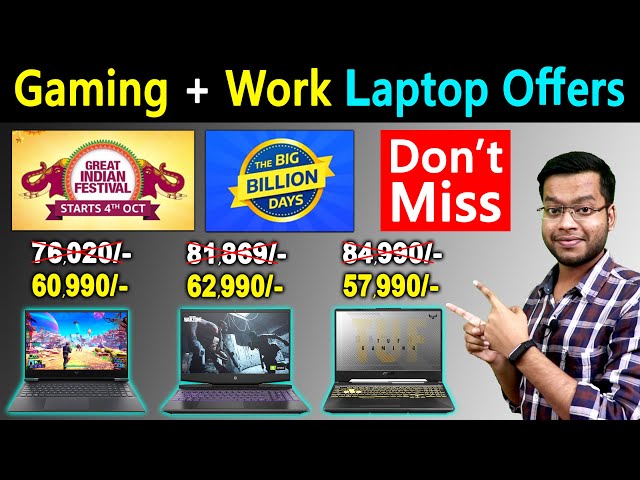 Gaming + Work Laptop Offers
GREAT
INDIAN
FESTIVAL
STARTS 4TH OCT
THE BIG
BILLION
DAYS
Don't
Miss
76,020/-
60,990/-
81,869/-
62,990/-
84,990/-
57,990/-
TUF
GAMING